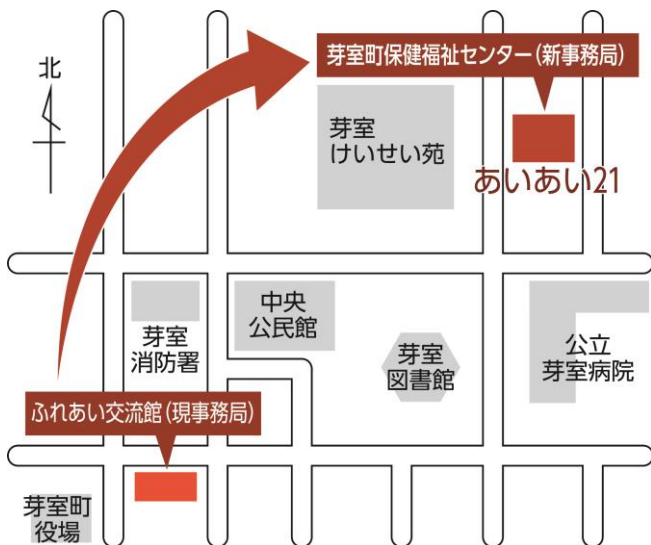 北
芽室町保健福祉センター(新事務局)
芽室
けいせい苑
あいあい21
中央
公民館
芽室
消防署
芽室
図書館
公立
芽室病院
ふれあい交流館(現事務局)
芽室町
役場